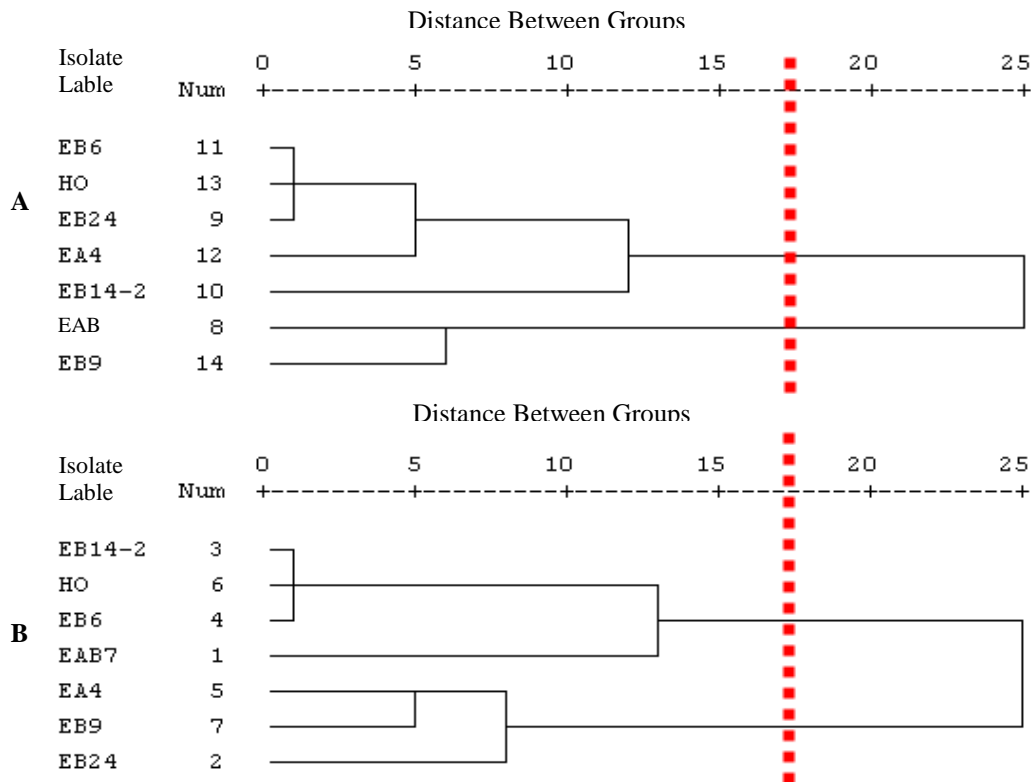 Distance Between Groups
Isolate Lable Num 0 5 10 15 20 25
A
EB6 11
HO 13
EB24 9
EA4 12
EB14-2 10
EAB 8
EB9 14
Distance Between Groups
Isolate Lable Num 0 5 10 15 20 25
B
EB14-2 3
HO 6
EB6 4
EAB7 1
EA4 5
EB9 7
EB24 2